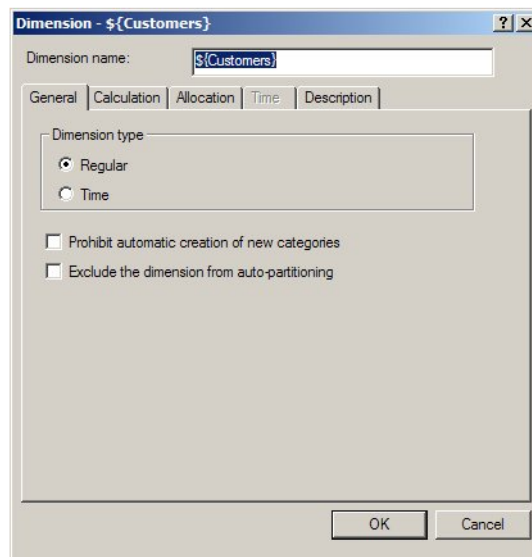 Dimension - ${Customers}
Dimension name: ${Customers}
General Calculation Allocation Time Description
Dimension type
Regular
Time
Prohibit automatic creation of new categories
Exclude the dimension from auto-partitioning
OK Cancel